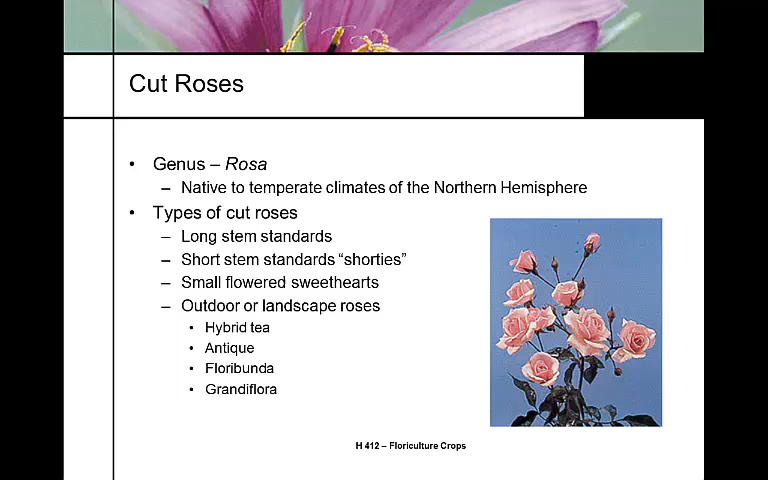 Cut Roses
• Genus – Rosa
– Native to temperate climates of the Northern Hemisphere
• Types of cut roses
– Long stem standards
– Short stem standards “shorties”
– Small flowered sweethearts
– Outdoor or landscape roses
• Hybrid tea
• Antique
• Floribunda
• Grandiflora
H 412 – Floriculture Crops